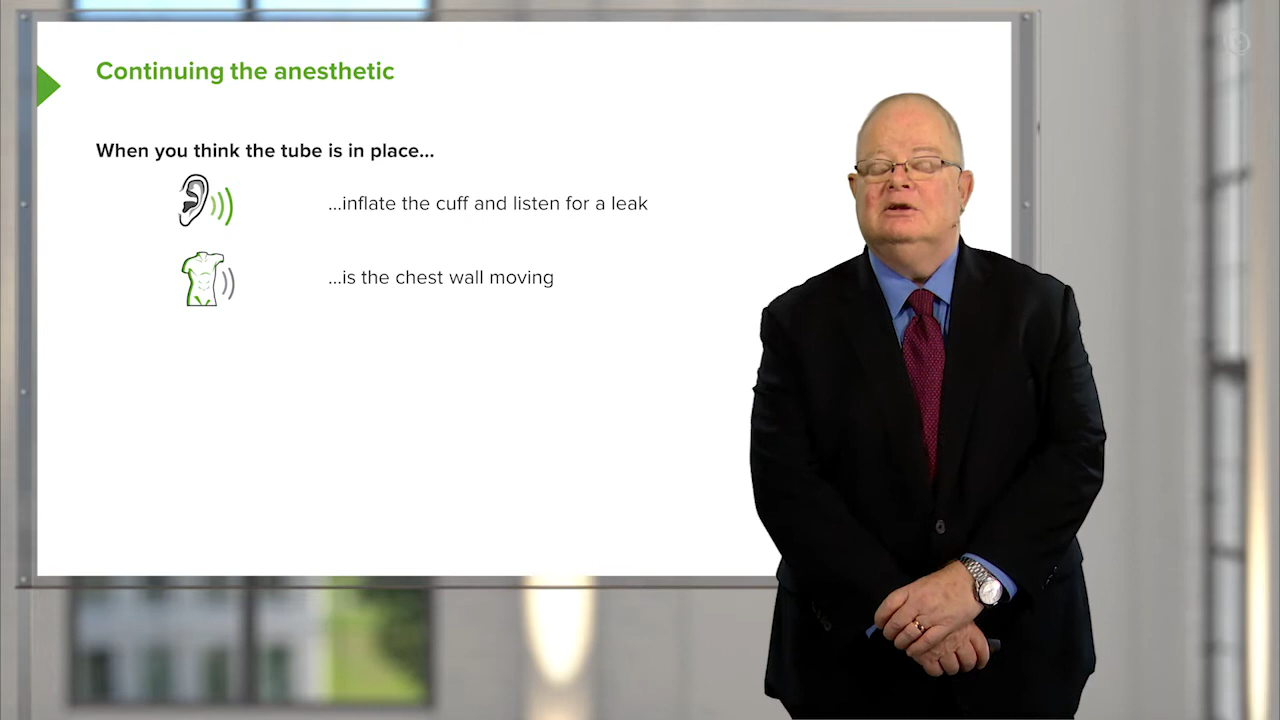 Continuing the anesthetic
When you think the tube is in place...
...inflate the cuff and listen for a leak
...is the chest wall moving